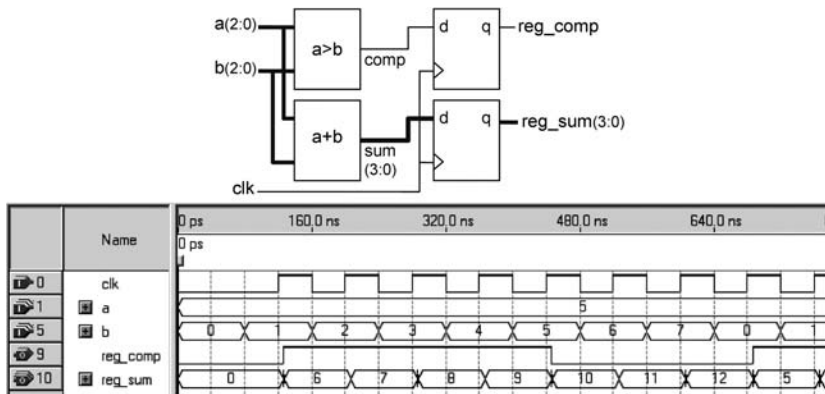 a(2:0)
b(2:0)
a>b
comp
d q
reg_comp
a+b
sum
(3:0)
d q
reg_sum(3:0)
clk
Name
0 ps 160.0 ns 320.0 ns 480.0 ns 640.0 ns
0 ps
0 clk
1 a 5
5 b 0 1 2 3 4 5 6 7 0 1
9 reg_comp
10 reg_sum 0 6 7 8 9 10 11 12 5